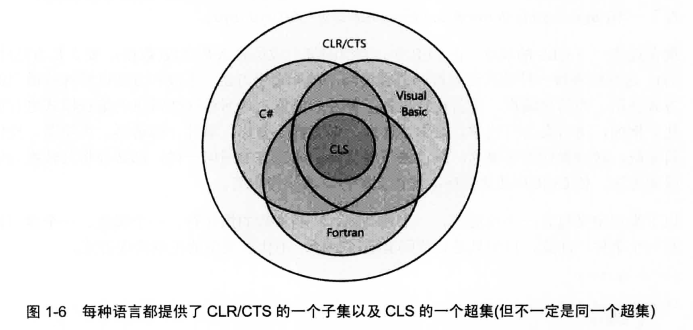 CLR/CTS
C#
Visual
Basic
CLS
Fortran
图 1-6 每种语言都提供了 CLR/CTS 的一个子集以及 CLS 的一个超集(但不一定是同一个超集)